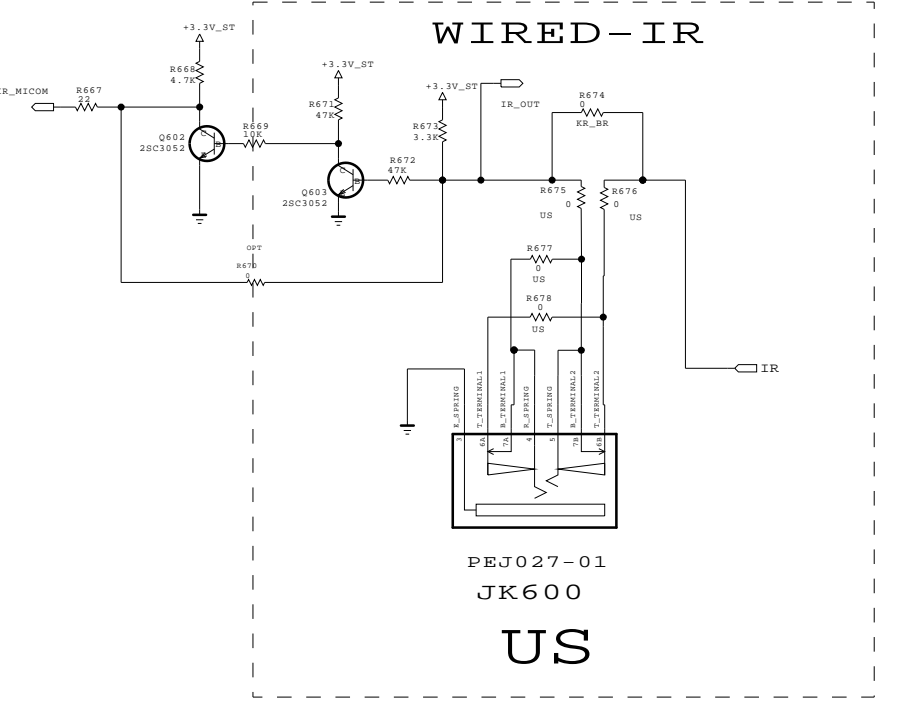 WIRED-IR
+3.3V_ST
R668
4.7K
IR_MICOM
R667
22
Q602
2SC3052
C
B
E
R669
10K
+3.3V_ST
R671
47K
Q603
2SC3052
C
B
E
R672
47K
+3.3V_ST
R673
3.3K
IR_OUT
R674
0
KR_BR
R675
0
US
R676
0
US
OPT
R670
0
R677
0
US
R678
0
US
IR
E_SPRING
T_TERMINAL1
B_TERMINAL1
R_SPRING
T_SPRING
B_TERMINAL2
T_TERMINAL2
3
6A
7A
4
5
7B
6B
PEJ027-01
JK600
US